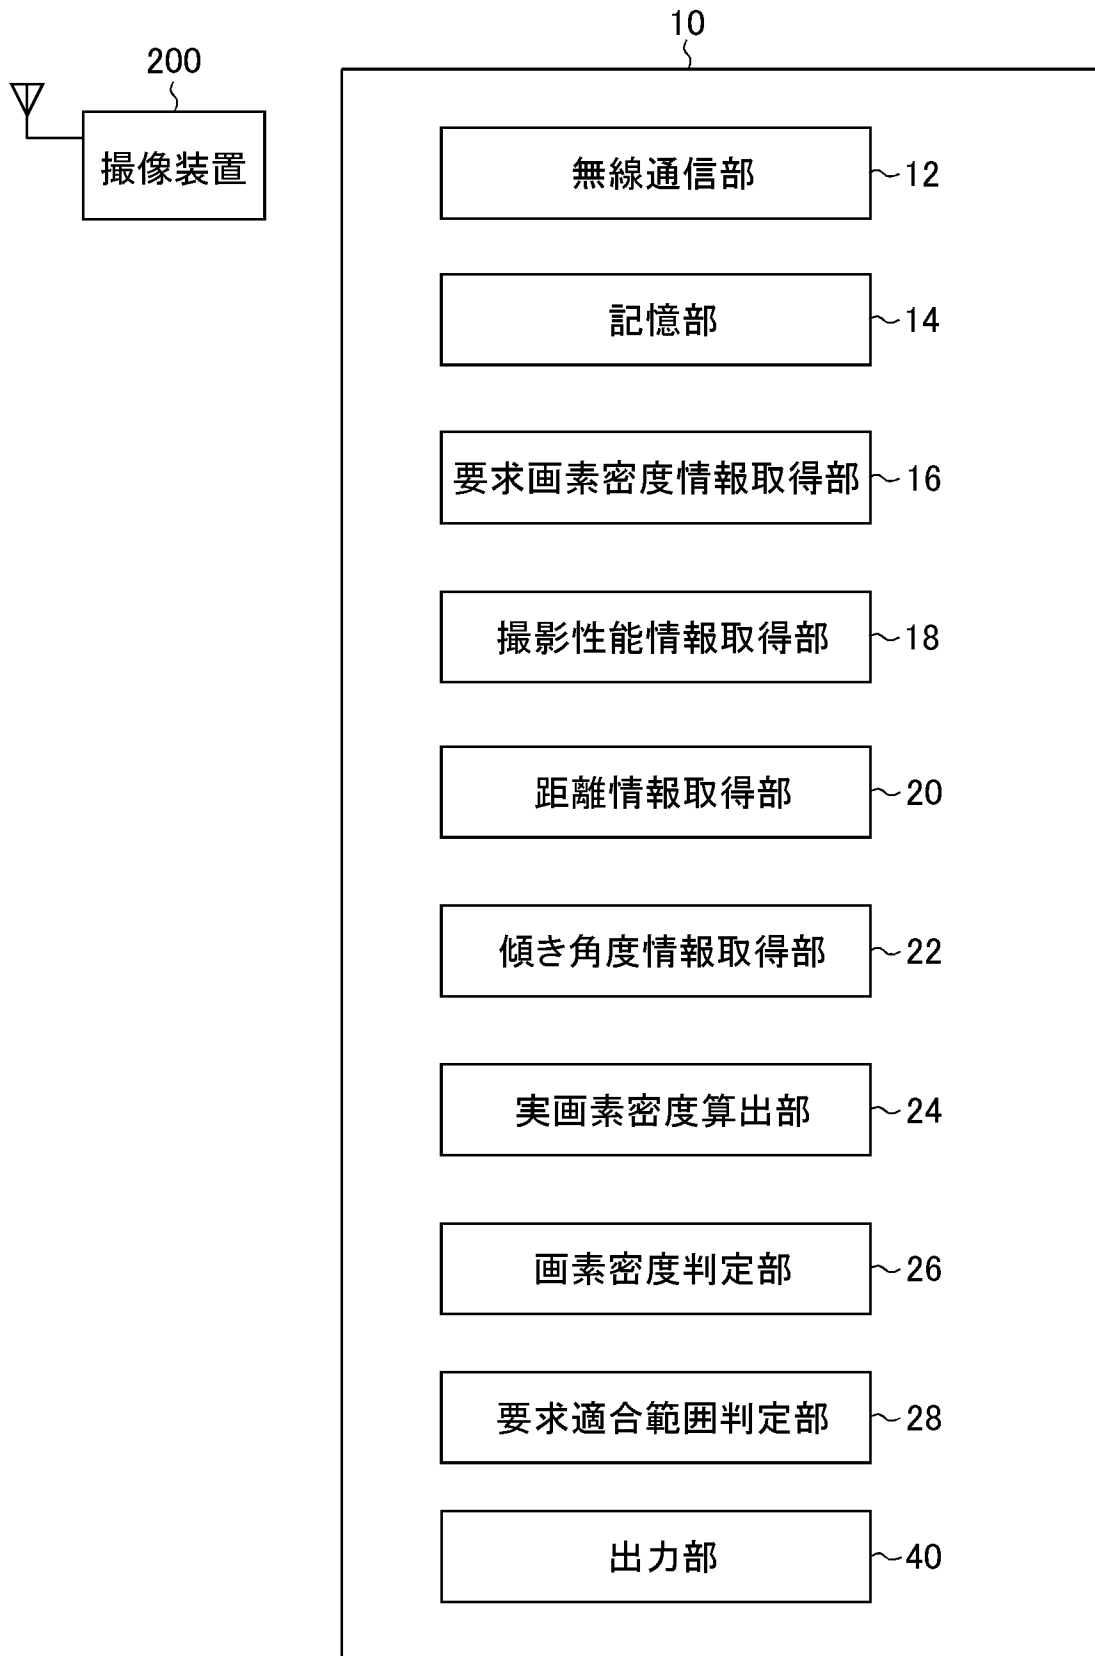 10
200
撮像装置
無線通信部 12
記憶部 14
要求画素密度情報取得部 16
撮影性能情報取得部 18
距離情報取得部 20
傾き角度情報取得部 22
実画素密度算出部 24
画素密度判定部 26
要求適合範囲判定部 28
出力部 40